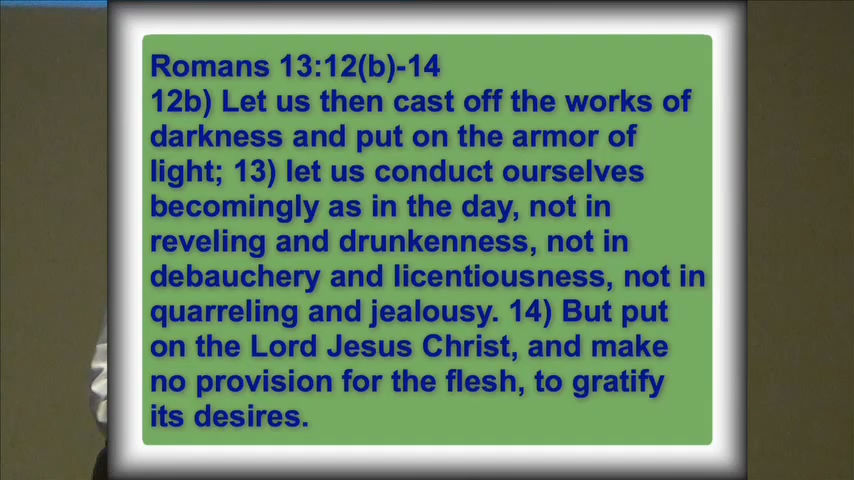 Romans 13:12(b)-14
12b) Let us then cast off the works of
darkness and put on the armor of
light; 13) let us conduct ourselves
becomingly as in the day, not in
reveling and drunkenness, not in
debauchery and licentiousness, not in
quarreling and jealousy. 14) But put
on the Lord Jesus Christ, and make
no provision for the flesh, to gratify
its desires.